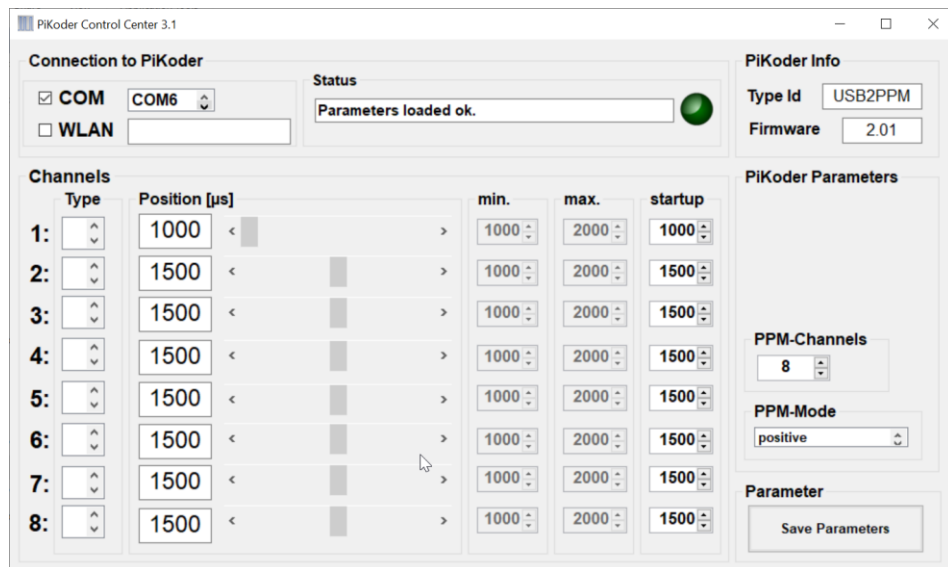 PiKoder Control Center 3.1
Connection to PiKoder
COM
COM6
WLAN
Status
Parameters loaded ok.
PiKoder Info
Type Id
USB2PPM
Firmware
2.01
Channels
Type
Position [µs]
min.
max.
startup
1: 1000 < > 1000 2000 1000
2: 1500 < > 1000 2000 1500
3: 1500 < > 1000 2000 1500
4: 1500 < > 1000 2000 1500
5: 1500 < > 1000 2000 1500
6: 1500 < > 1000 2000 1500
7: 1500 < > 1000 2000 1500
8: 1500 < > 1000 2000 1500
PiKoder Parameters
PPM-Channels
8
PPM-Mode
positive
Parameter
Save Parameters